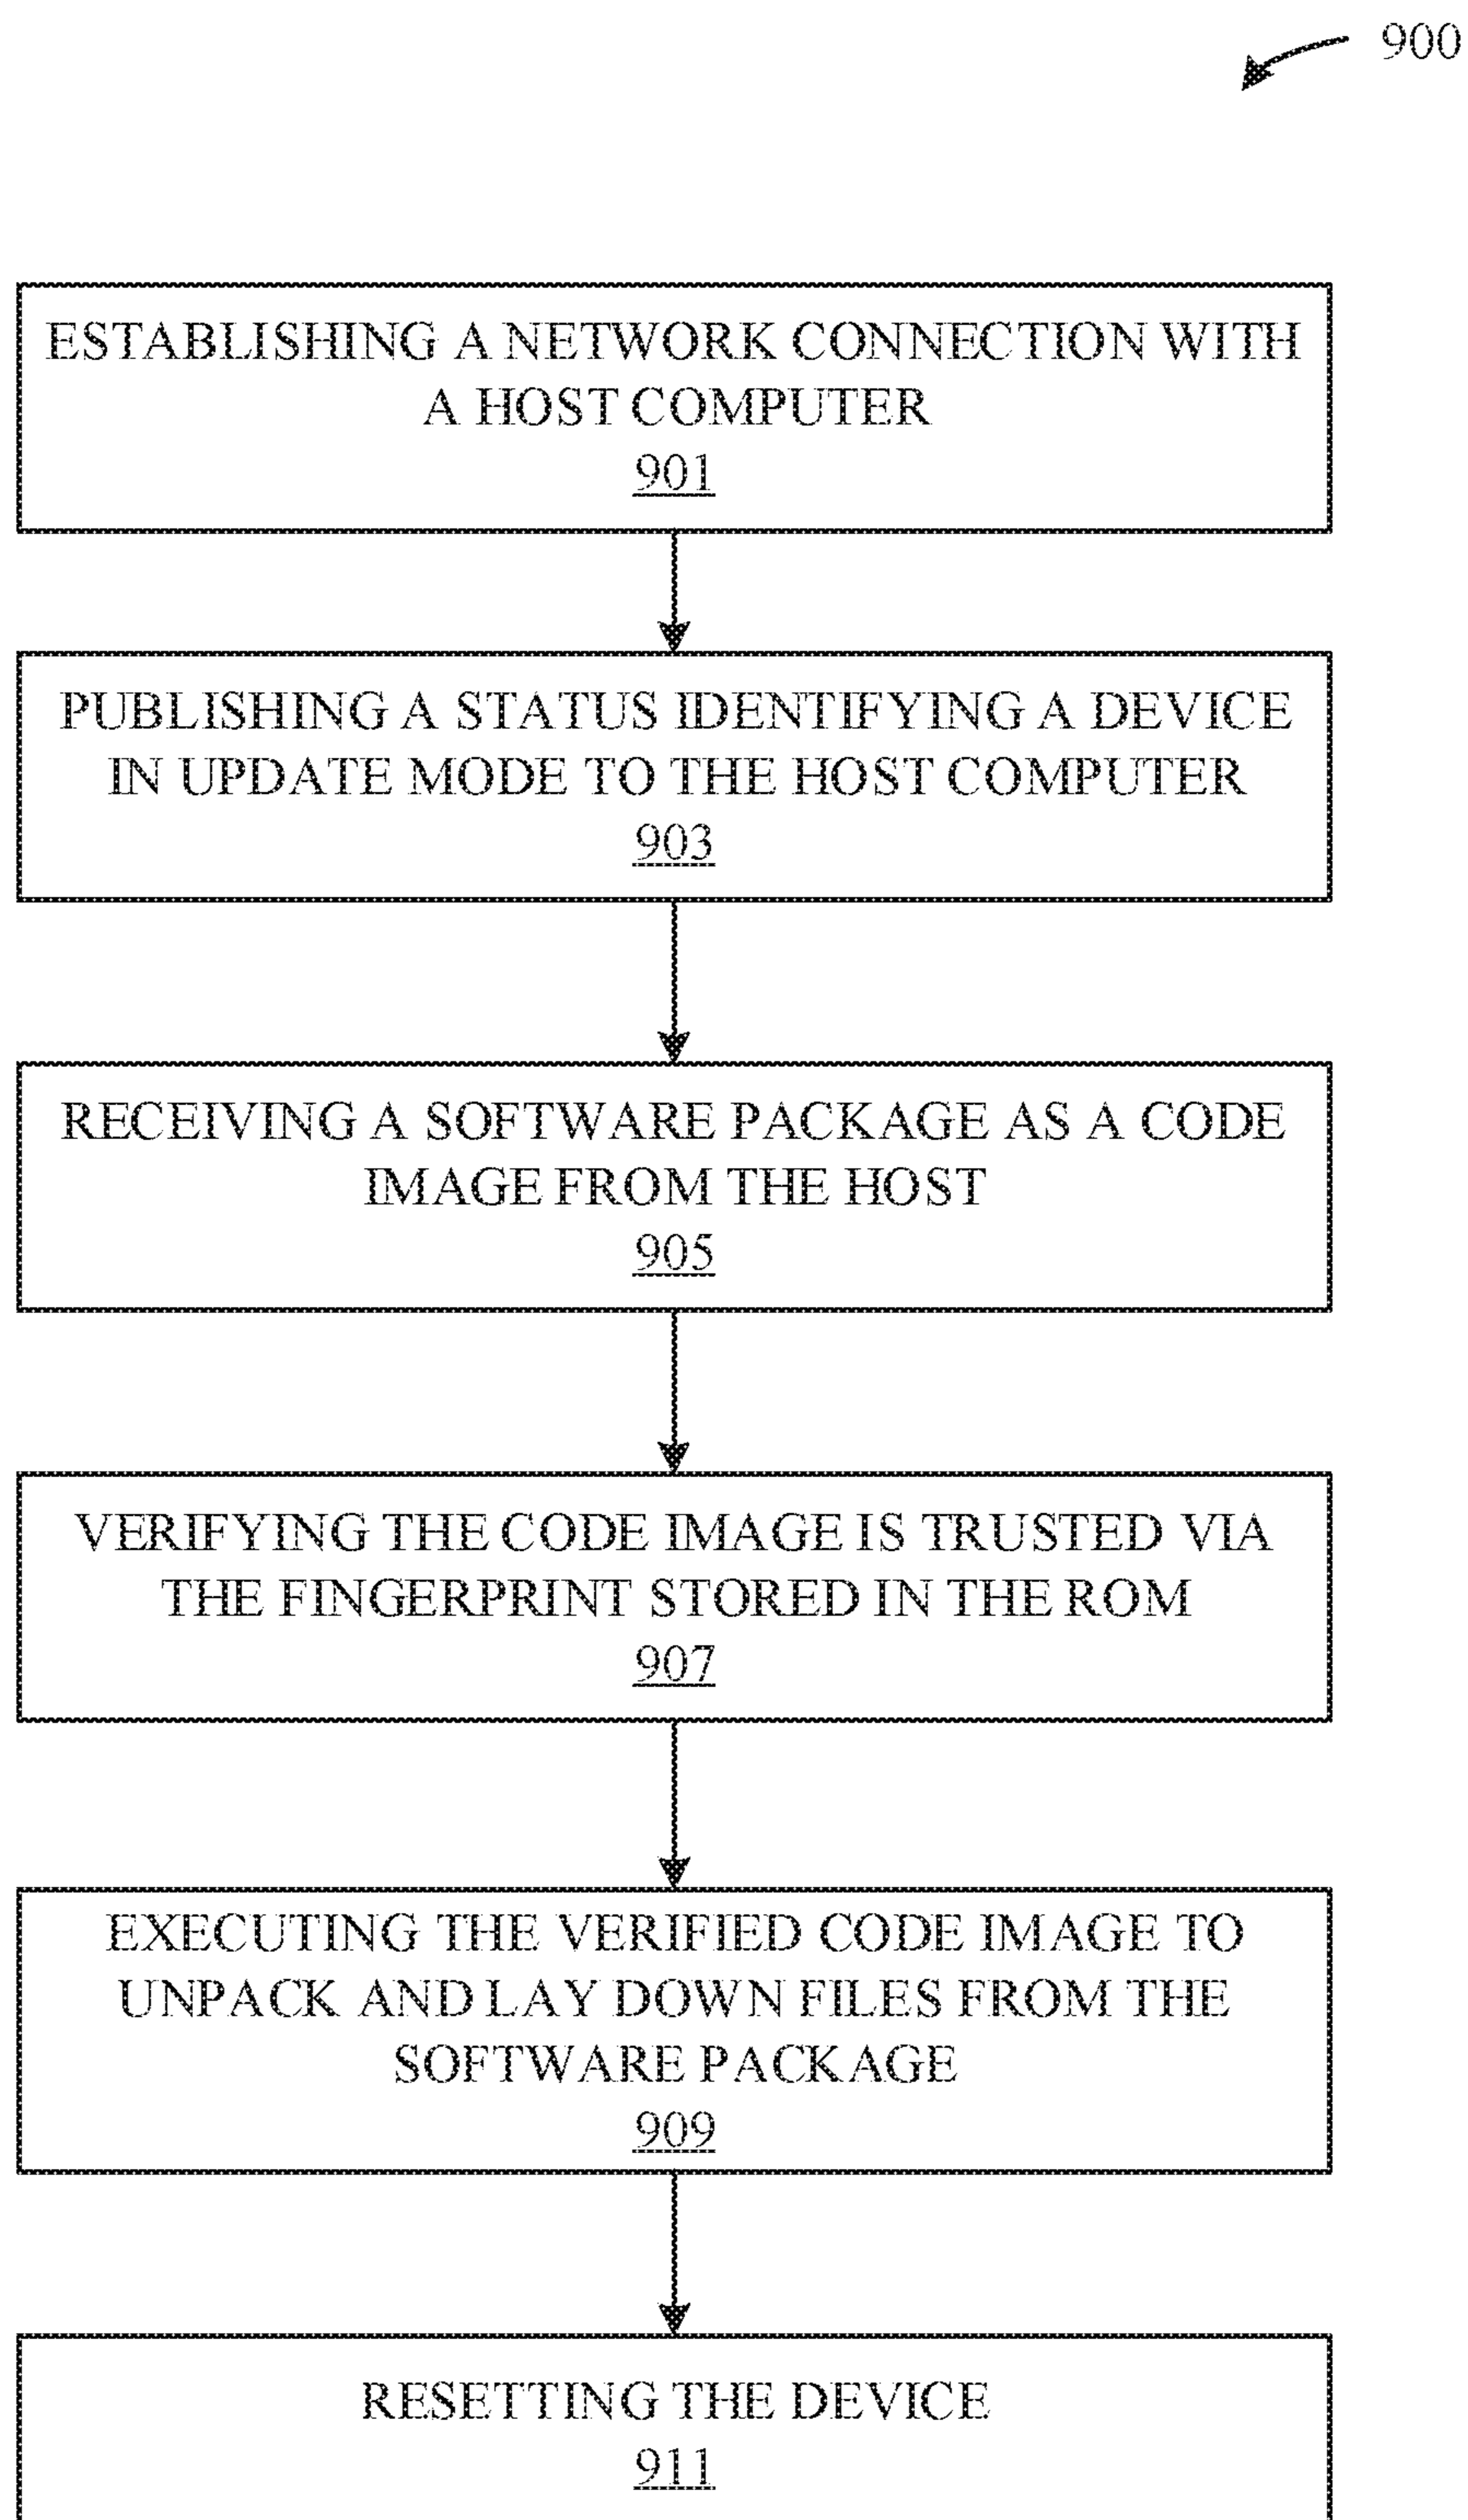 900
ESTABLISHING A NETWORK CONNECTION WITH
A HOST COMPUTER
901
PUBLISHING A STATUS IDENTIFYING A DEVICE
IN UPDATE MODE TO THE HOST COMPUTER
903
RECEIVING A SOFTWARE PACKAGE AS A CODE
IMAGE FROM THE HOST
905
VERIFYING THE CODE IMAGE IS TRUSTED VIA
THE FINGERPRINT STORED IN THE ROM
907
EXECUTING THE VERIFIED CODE IMAGE TO
UNPACK AND LAY DOWN FILES FROM THE
SOFTWARE PACKAGE
909
RESETTING THE DEVICE
911